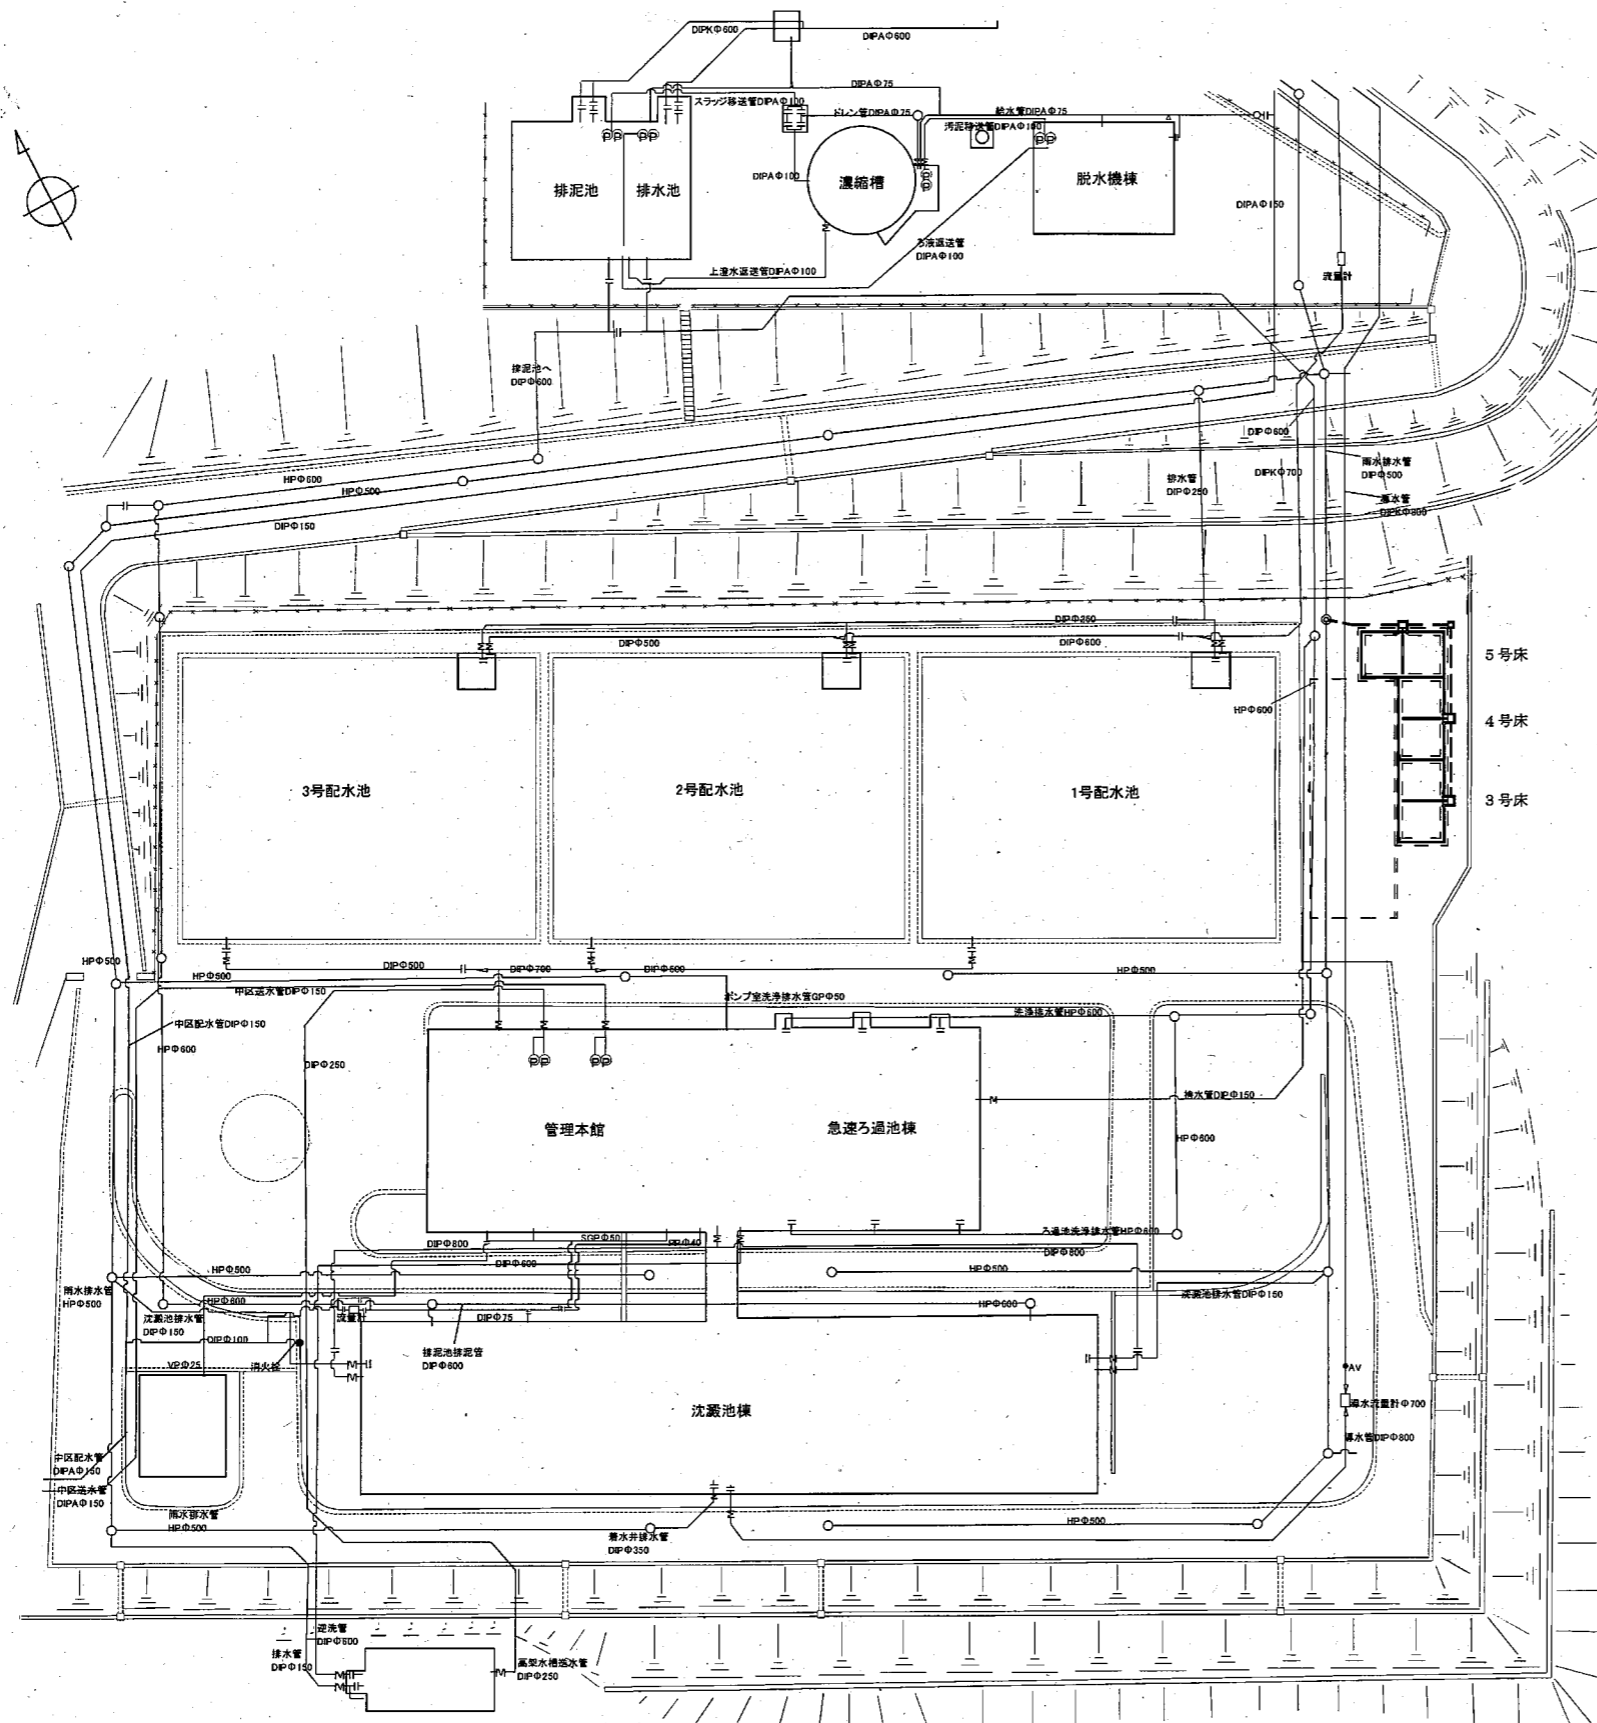 DIPKΦ600
DIPAΦ600
DIPAΦ75
スラッジ移送管DIPAΦ100
ドレン管DIPAΦ75
給水管DIPAΦ75
汚泥移送管DIPAΦ100
排泥池
排水池
DIPAΦ100
濃縮槽
脱水機棟
DIPAΦ150
ろ液返送管
DIPAΦ100
上澄水返送管DIPAΦ100
流量計
排泥池へ
DIPΦ600
DIPΦ600
HPΦ600
HPΦ500
DIPΦ150
排水管
DIPΦ250
DIPKΦ700
雨水排水管
DIPΦ500
導水管
DIPKΦ800
DIPΦ250
DIPΦ500
DIPΦ600
5号床
HPΦ600
4号床
3号配水池
2号配水池
1号配水池
3号床
HPΦ500
HPΦ500
DIPΦ500
DIPΦ700
DIPΦ600
HPΦ500
中区送水管DIPΦ150
ポンプ室洗浄排水管GPΦ50
洗浄排水管HPΦ600
中区配水管DIPΦ150
HPΦ600
DIPΦ250
DIPΦ150
管理本館
急速ろ過池棟
HPΦ600
DIPΦ800
SGPΦ50
ろ過池洗浄排水管HPΦ600
DIPΦ600
DIPΦ800
HPΦ500
HPΦ500
雨水排水管
HPΦ500
HPΦ600
HPΦ600
沈澱池排水管DIPΦ150
沈澱池排水管
DIPΦ150
流量計
DIPΦ75
DIPΦ100
排泥池排泥管
DIPΦ600
VPΦ25
消火栓
AV
沈澱池棟
導水流量計Φ700
導水管DIPΦ800
中区配水管
DIPAΦ150
中区送水管
DIPAΦ150
雨水排水管
HPΦ500
着水井排水管
DIPΦ350
HPΦ500
逆洗管
DIPΦ600
排水管
DIPΦ150
高架水槽送水管
DIPΦ250